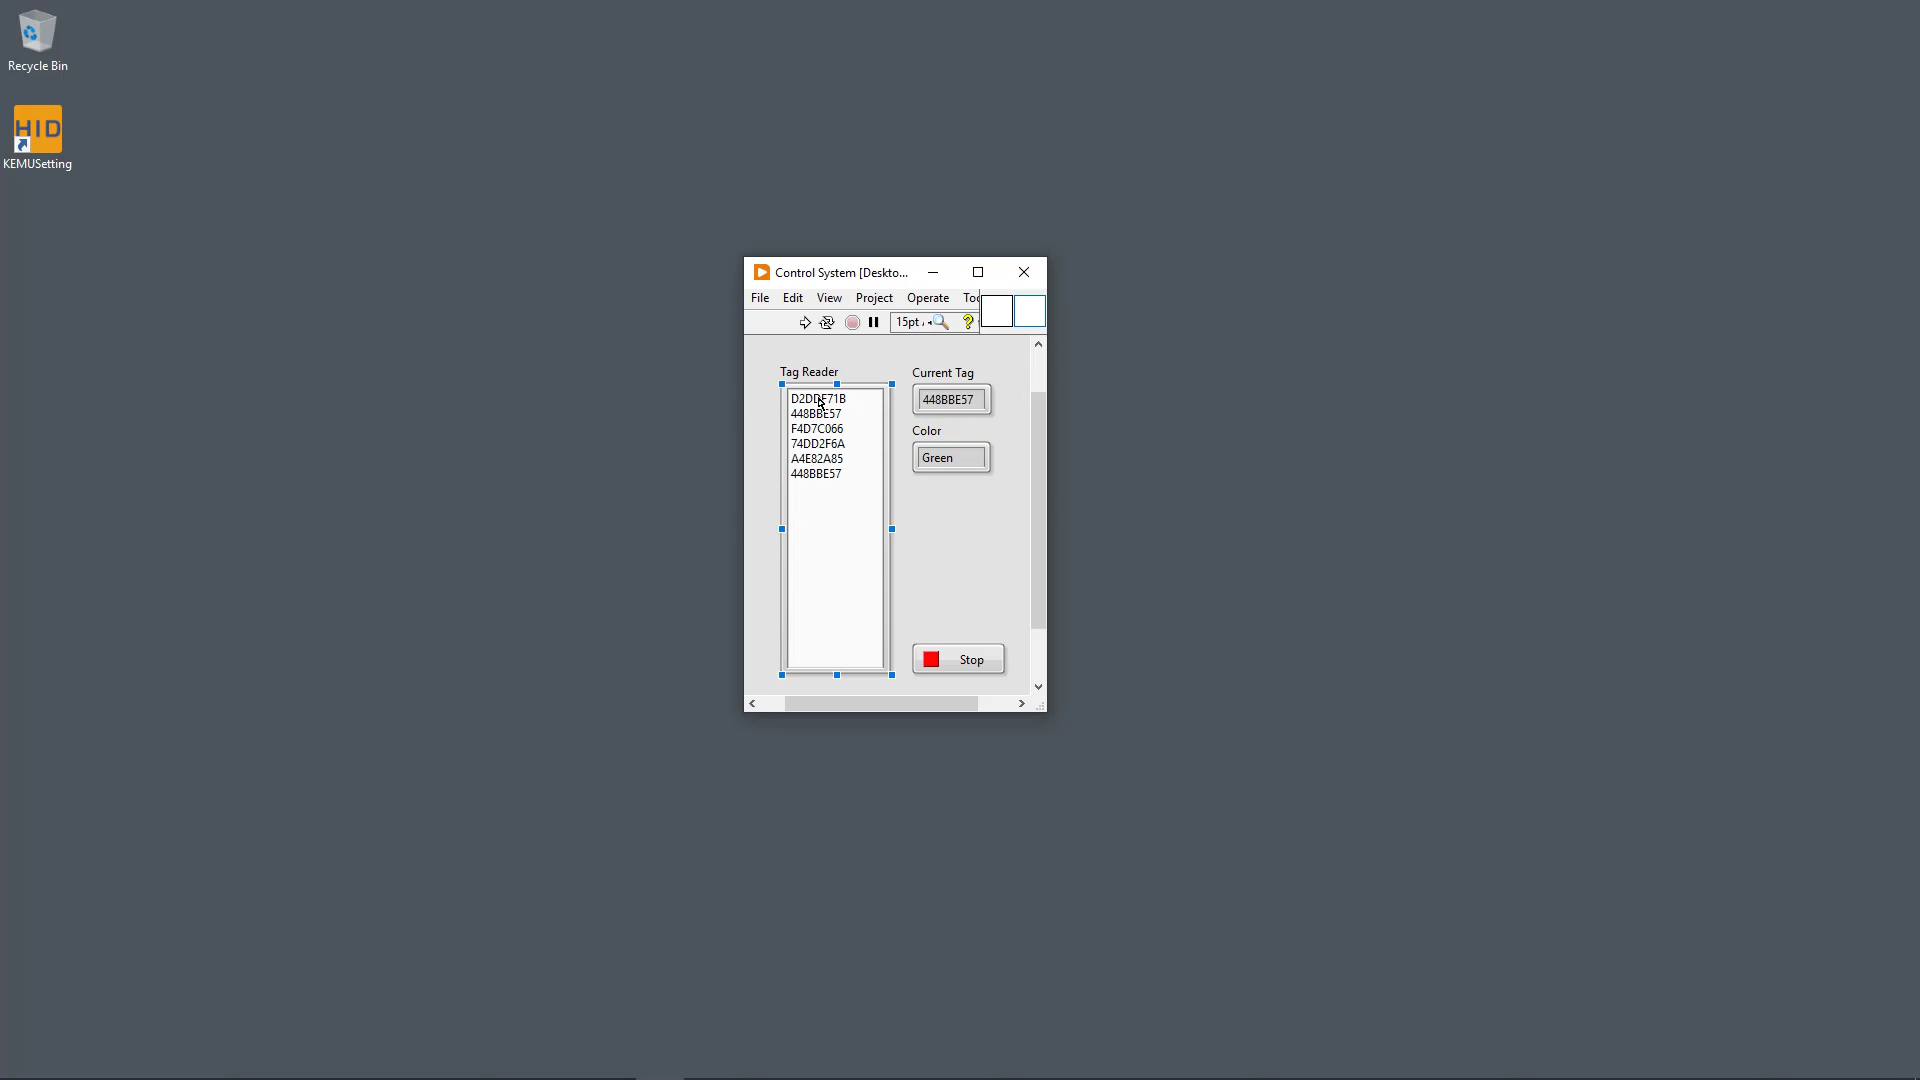 Recycle Bin
HID
KEMUSetting
Control System [Deskto...
File Edit View Project Operate
15pt
?
Tag Reader
D2DDF71B
448BBE57
F4D7C066
74DD2F6A
A4E82A85
448BBE57
Current Tag
448BBE57
Color
Green
Stop